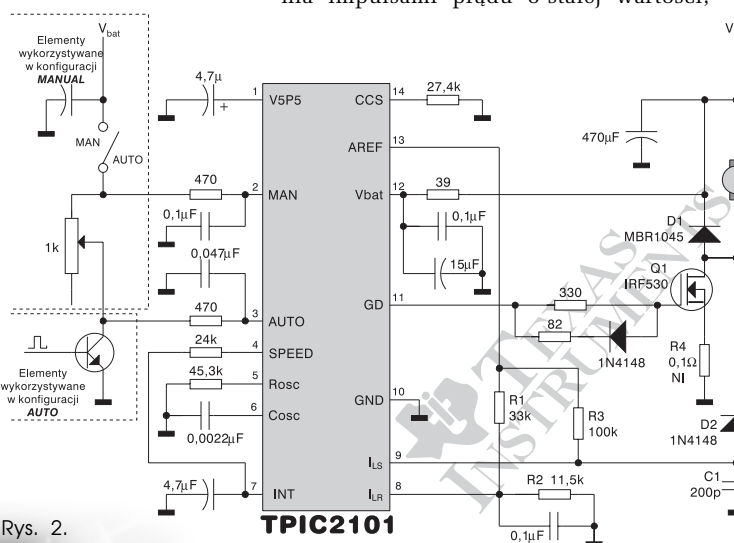 ma impulsami prądu o stałej wartości,
V
Elementy
wykorzystywane
w konfiguracji
MANUAL
Vbat
MAN
AUTO
1k
Elementy
wykorzystywane
w konfiguracji
AUTO
4,7µ
+
470
0,1µF
0,047µF
470
24k
45,3k
0,0022µF
4,7µF
1
2
3
4
5
6
7
V5P5
MAN
AUTO
SPEED
Rosc
Cosc
INT
CCS
AREF
Vbat
GD
GND
ILS
ILR
14
13
12
11
10
9
8
TPIC2101
27,4k
39
0,1µF
15µF
330
82
1N4148
R1
33k
R3
100k
R2 11,5k
0,1µF
470µF
D1
MBR1045
Q1
IRF530
R4
0,1Ω
NI
D2
1N4148
C1
200p
TEXAS
INSTRUMENTS
Rys. 2.